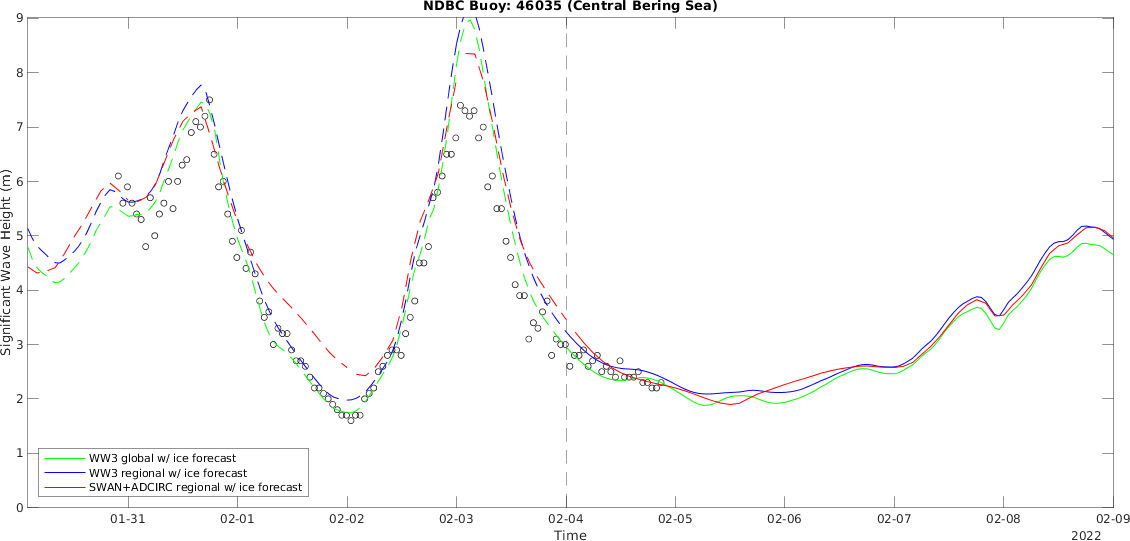 NDBC Buoy: 46035 (Central Bering Sea)
9
8
7
6
5
4
3
2
1
0
Significant Wave Height (m)
WW3 global w/ ice forecast
WW3 regional w/ ice forecast
SWAN+ADCIRC regional w/ ice forecast
01-31 02-01 02-02 02-03 02-04 02-05 02-06 02-07 02-08 02-09
Time
2022